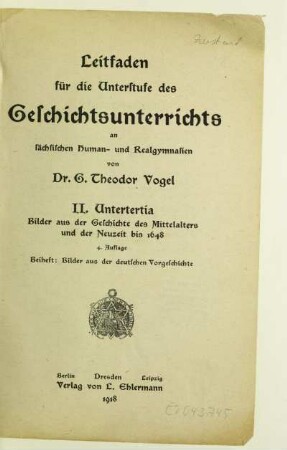 Leitfaden
für die Unterstufe des
Geschichtsunterrichts
an
sächsischen Human- und Realgymnasien
von
Dr. G. Theodor Vogel
II. Untertertia
Bilder aus der Geschichte des Mittelalters
und der Neuzeit bis 1648
4. Auflage
Beiheft: Bilder aus der deutschen Vorgeschichte
Berlin Dresden Leipzig
Verlag von L. Ehlermann
1918